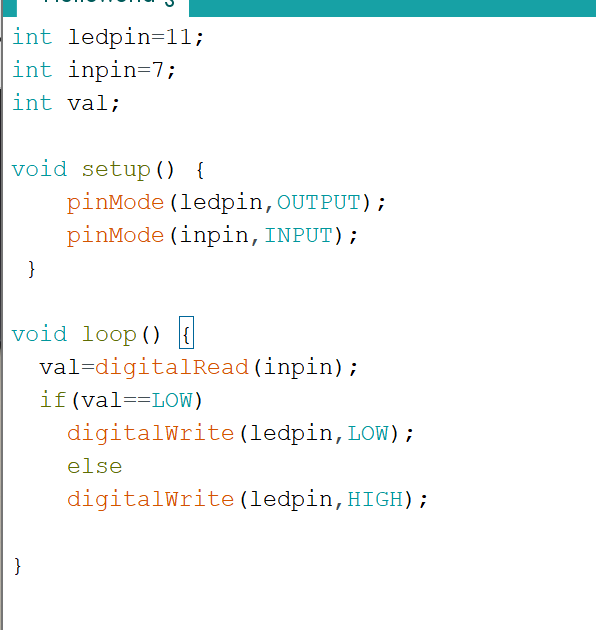 int ledpin=11;
int inpin=7;
int val;
void setup() {
pinMode(ledpin,OUTPUT);
pinMode(inpin,INPUT);
}
void loop() {
val=digitalRead(inpin);
if(val==LOW)
digitalWrite(ledpin,LOW);
else
digitalWrite(ledpin,HIGH);
}